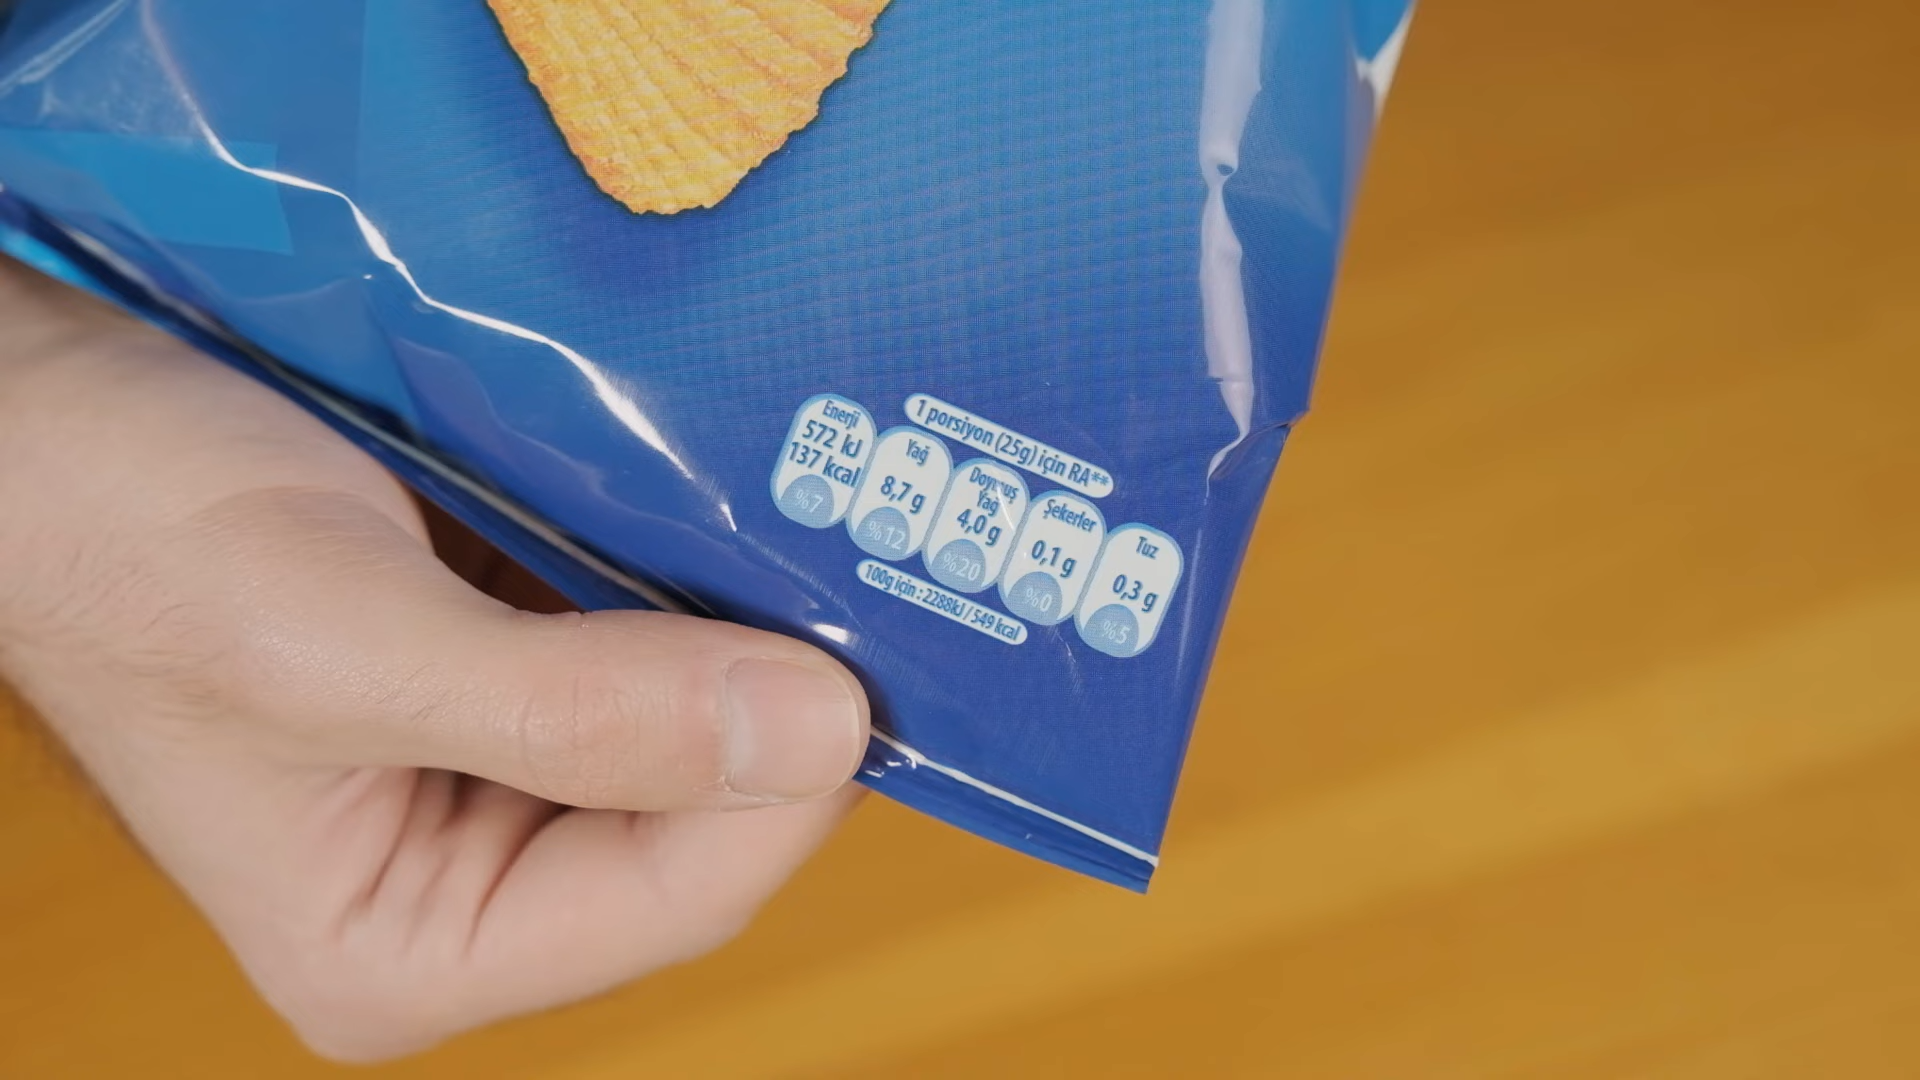 1 porsiyon (25g) için RA**
Enerji
572 kJ
137 kcal
%7
Yağ
8,7 g
%12
Doymuş
Yağ
4,0 g
%20
Şekerler
0,1 g
%0
Tuz
0,3 g
%5
100g için : 2288kJ / 549 kcal